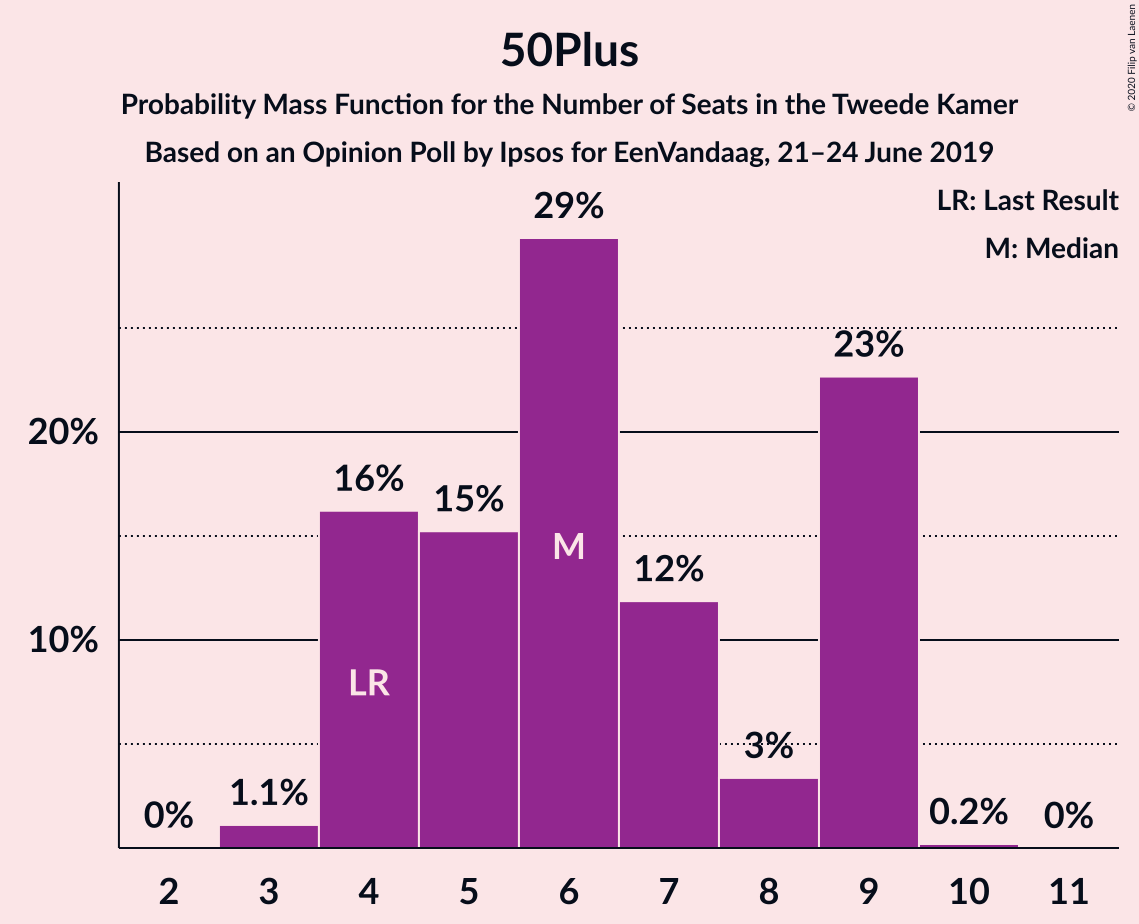 50Plus
Probability Mass Function for the Number of Seats in the Tweede Kamer
Based on an Opinion Poll by Ipsos for EenVandaag, 21–24 June 2019
© 2020 Filip van Laenen
LR: Last Result
M: Median
29%
23%
20%
16%
15%
M
12%
10%
LR
3%
1.1%
0%
0.2%
0%
2 3 4 5 6 7 8 9 10 11